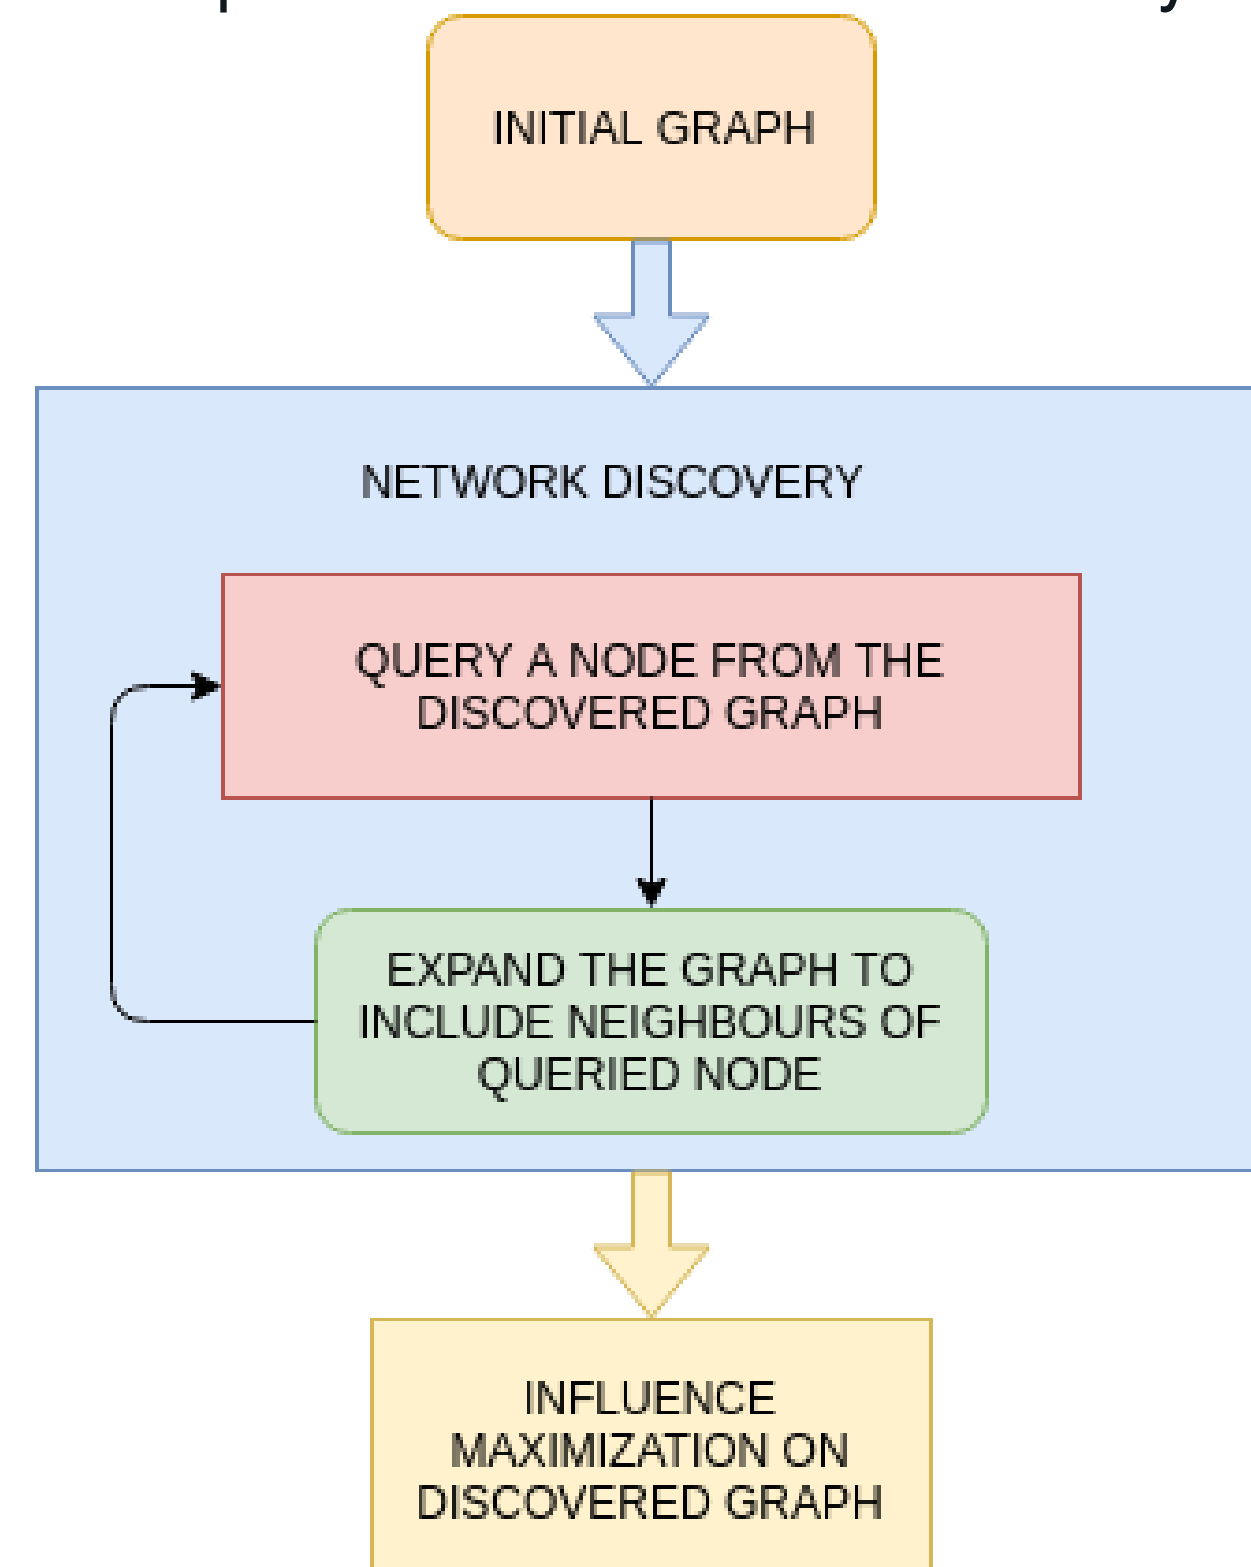 INITIAL GRAPH
NETWORK DISCOVERY
QUERY A NODE FROM THE
DISCOVERED GRAPH
EXPAND THE GRAPH TO
INCLUDE NEIGHBOURS OF
QUERIED NODE
INFLUENCE
MAXIMIZATION ON
DISCOVERED GRAPH